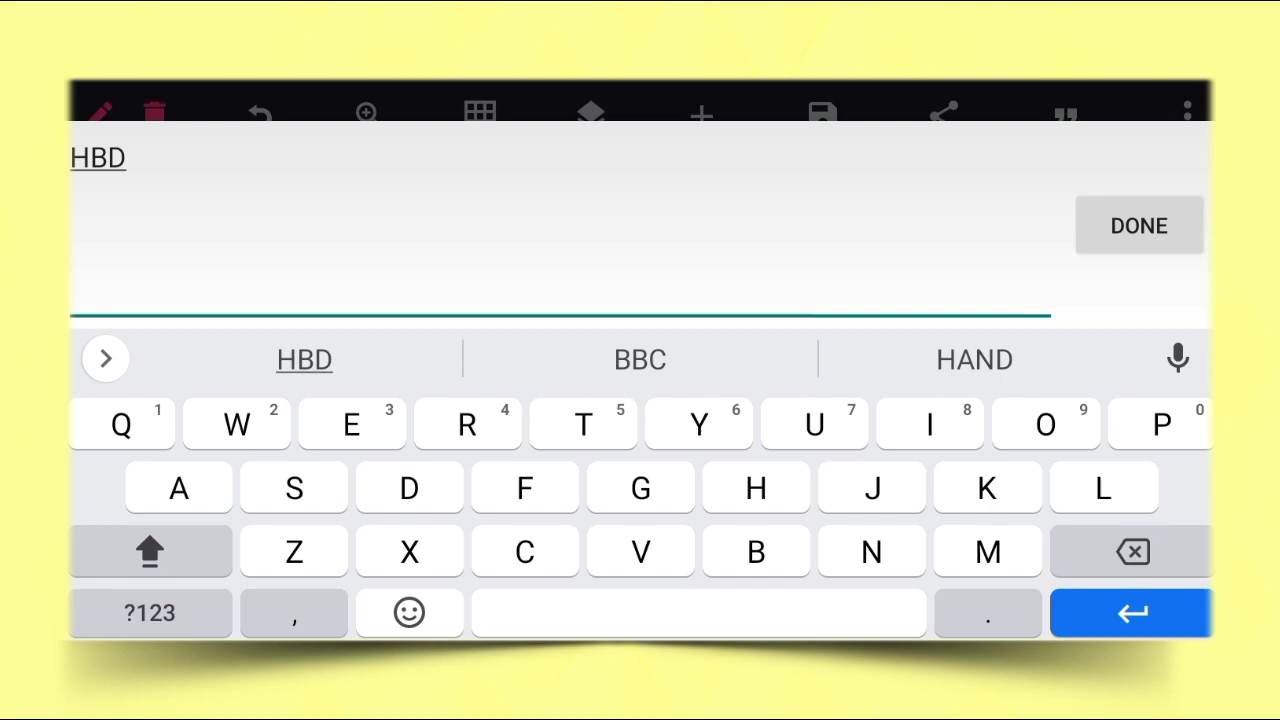 HBD
DONE
HBD BBC HAND
Q 1 W 2 E 3 R 4 T 5 Y 6 U 7 I 8 O 9 P 0
A S D F G H J K L
Z X C V B N M
?123 , .